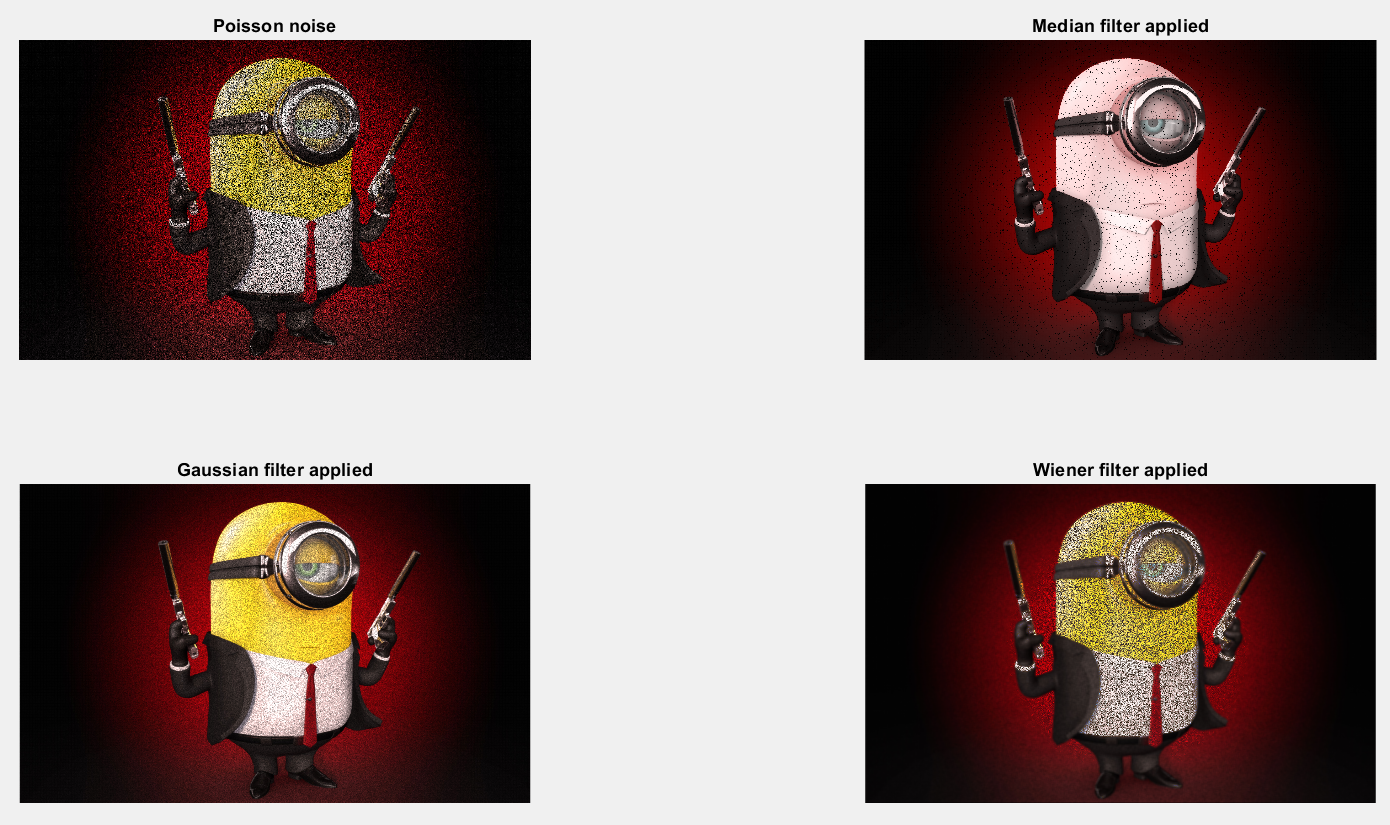 Poisson noise
Median filter applied
Gaussian filter applied
Wiener filter applied